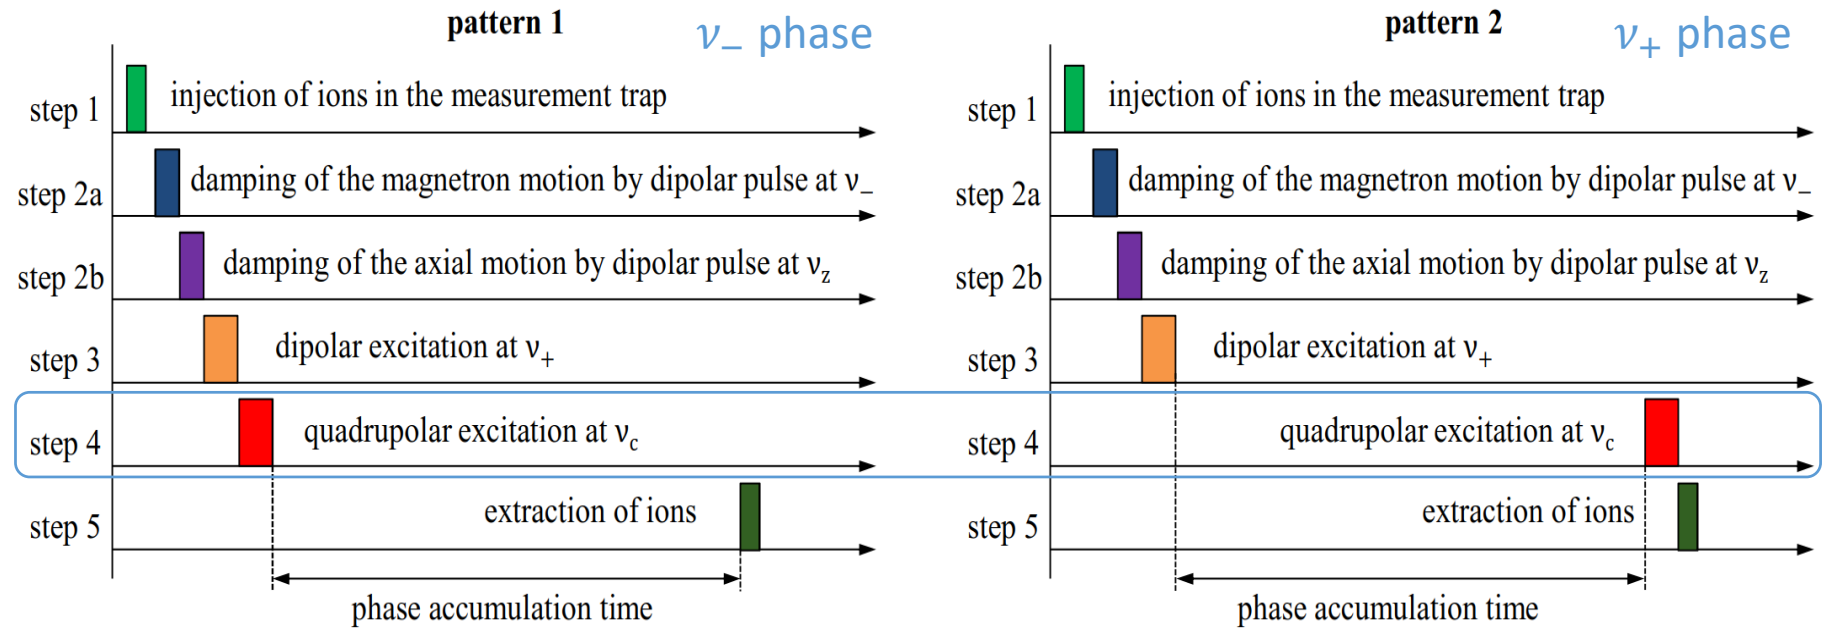 pattern 1
ν₋ phase
step 1
injection of ions in the measurement trap
step 2a
damping of the magnetron motion by dipolar pulse at ν₋
step 2b
damping of the axial motion by dipolar pulse at ν_z
step 3
dipolar excitation at ν₊
step 4
quadrupolar excitation at ν_c
step 5
extraction of ions
phase accumulation time
pattern 2
ν₊ phase
step 1
injection of ions in the measurement trap
step 2a
damping of the magnetron motion by dipolar pulse at ν₋
step 2b
damping of the axial motion by dipolar pulse at ν_z
step 3
dipolar excitation at ν₊
step 4
quadrupolar excitation at ν_c
step 5
extraction of ions
phase accumulation time